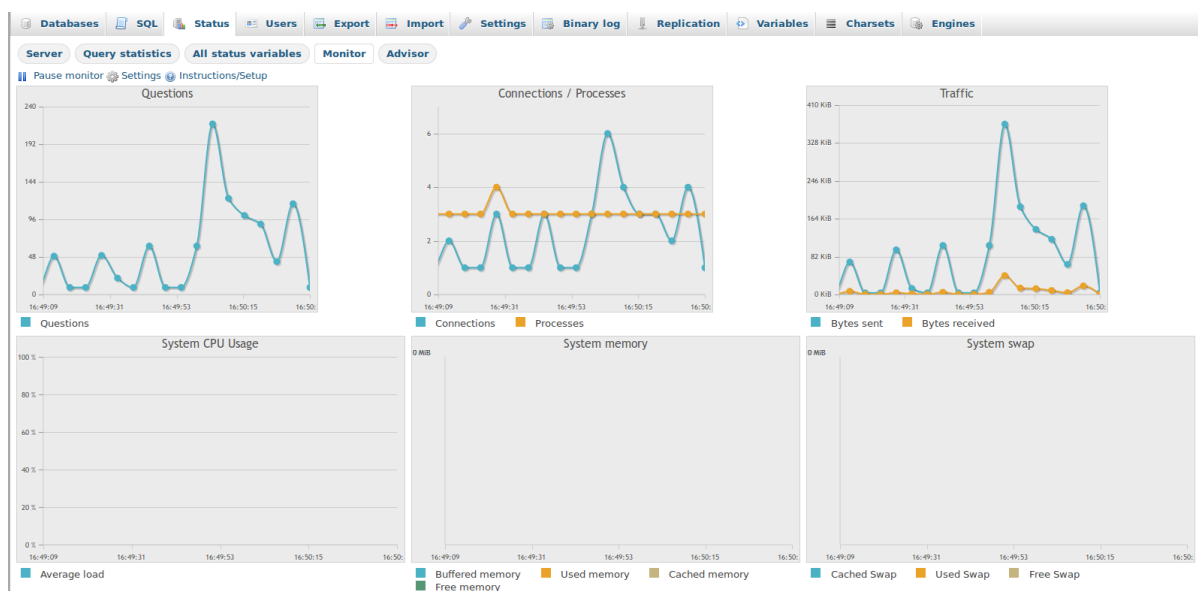 Databases SQL Status Users Export Import Settings Binary log Replication Variables Charsets Engines
Server Query statistics All status variables Monitor Advisor
Pause monitor Settings Instructions/Setup
Questions
240
192
144
96
48
0
16:49:09 16:49:31 16:49:53 16:50:15 16:50:
Questions
Connections / Processes
6
4
2
0
16:49:09 16:49:31 16:49:53 16:50:15 16:50:
Connections Processes
Traffic
410 KiB
328 KiB
246 KiB
164 KiB
82 KiB
0 KiB
16:49:09 16:49:31 16:49:53 16:50:15 16:50:
Bytes sent Bytes received
System CPU Usage
100 %
80 %
60 %
40 %
20 %
0 %
16:49:09 16:49:31 16:49:53 16:50:15 16:50:
Average load
System memory
0 MiB
16:49:09 16:49:31 16:49:53 16:50:15 16:50:
Buffered memory Used memory Cached memory
Free memory
System swap
0 MiB
16:49:09 16:49:31 16:49:53 16:50:15 16:50:
Cached Swap Used Swap Free Swap